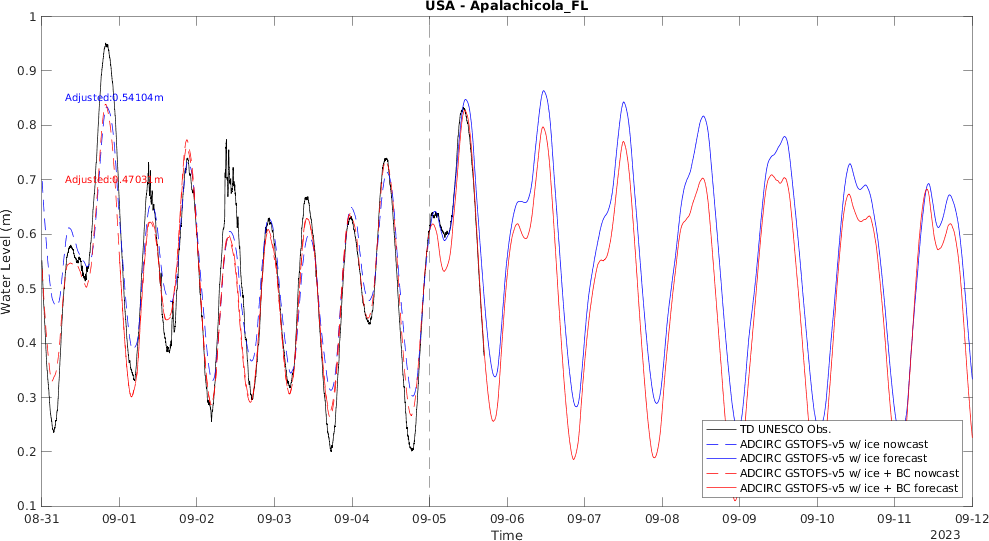 USA - Apalachicola_FL
1
0.9
0.8
0.7
0.6
0.5
0.4
0.3
0.2
0.1
Water Level (m)
Adjusted:0.54104m
TD UNESCO Obs.
ADCIRC GSTOFS-v5 w/ ice nowcast
ADCIRC GSTOFS-v5 w/ ice forecast
ADCIRC GSTOFS-v5 w/ ice + BC nowcast
ADCIRC GSTOFS-v5 w/ ice + BC forecast
08-31 09-01 09-02 09-03 09-04 09-05 09-06 09-07 09-08 09-09 09-10 09-11 09-12
Time
2023